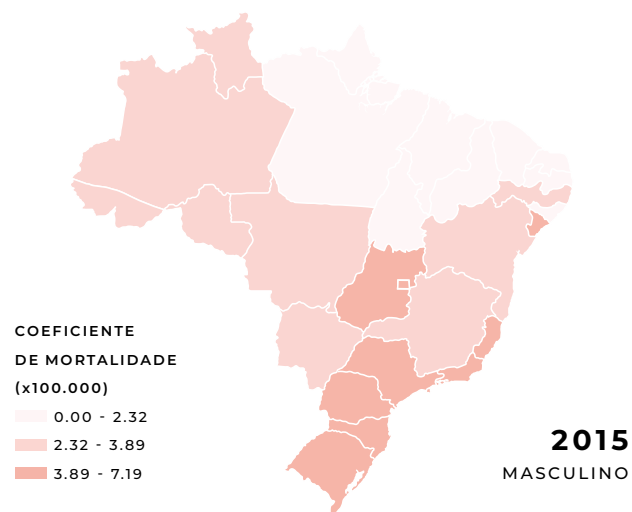 COEFICIENTE
DE MORTALIDADE
(x100.000)
0.00 - 2.32
2.32 - 3.89
3.89 - 7.19
2015
MASCULINO